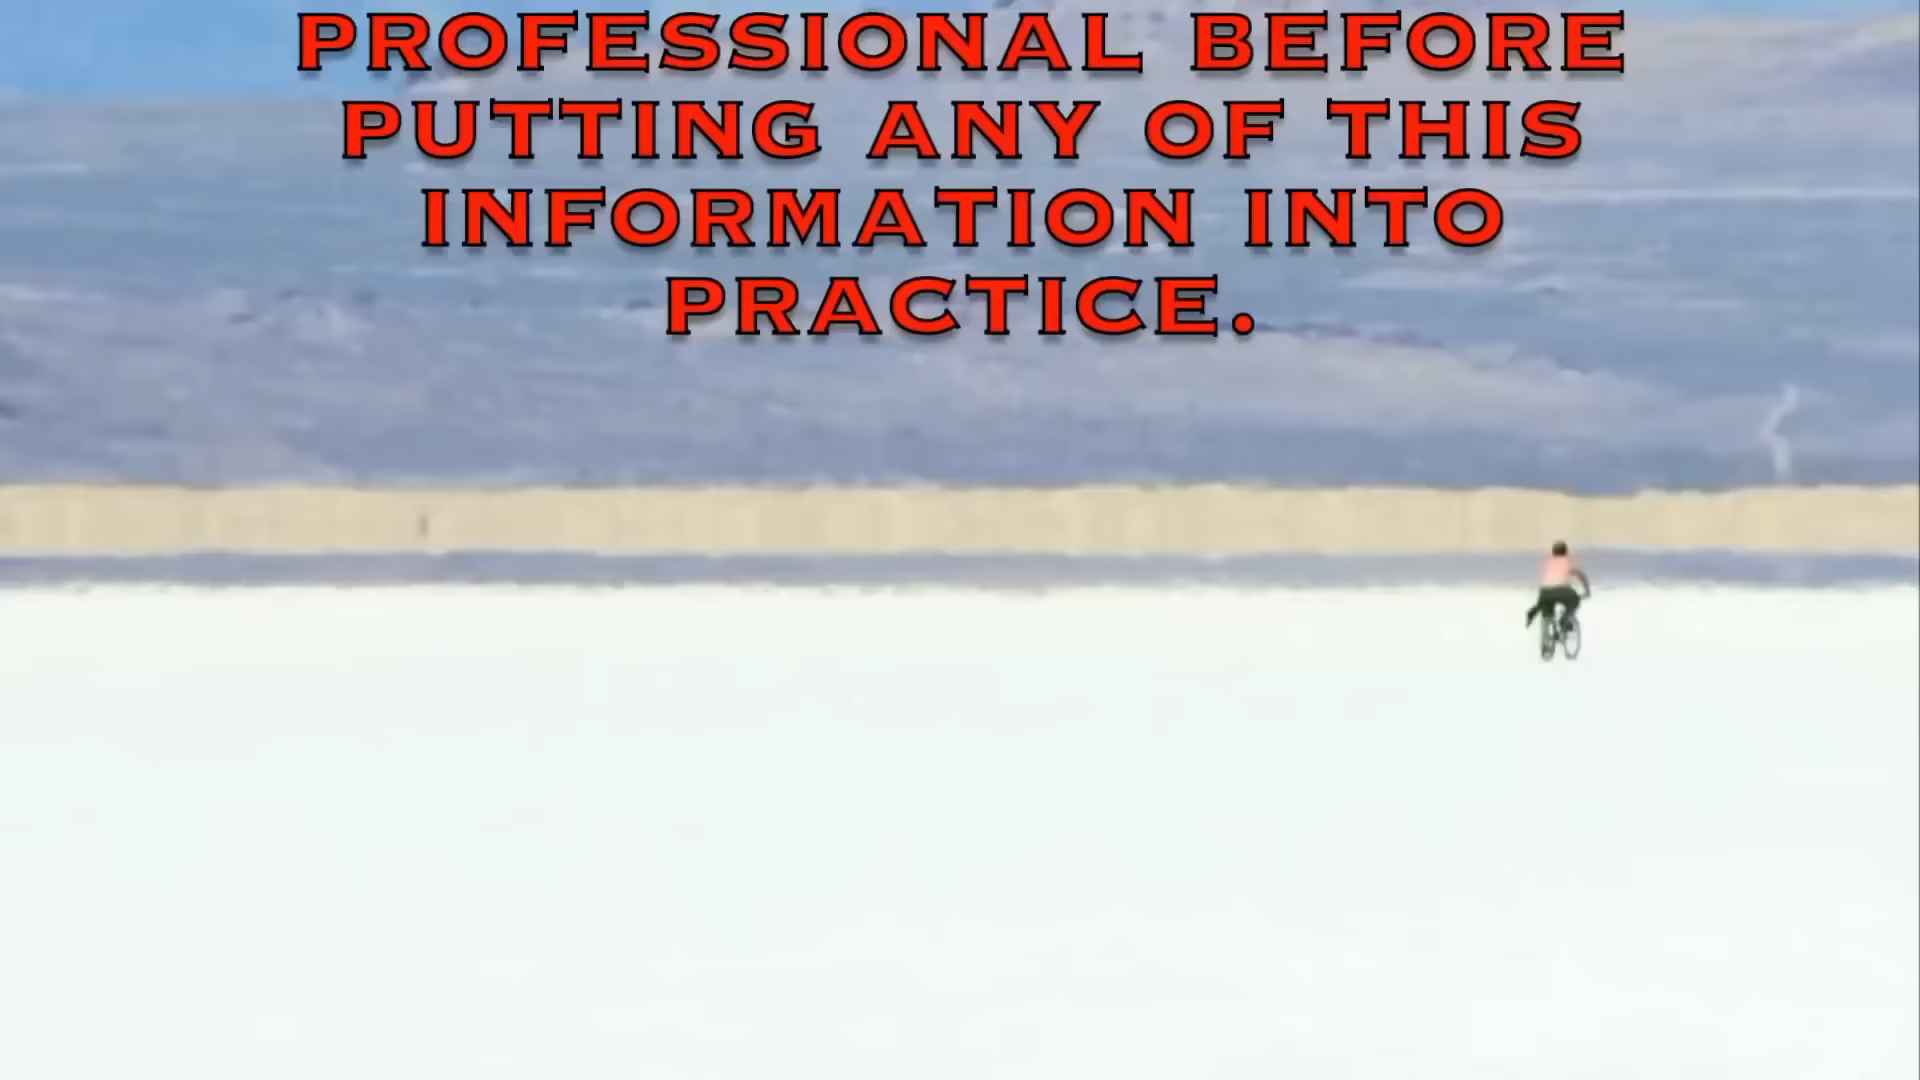 PROFESSIONAL BEFORE
PUTTING ANY OF THIS
INFORMATION INTO
PRACTICE.